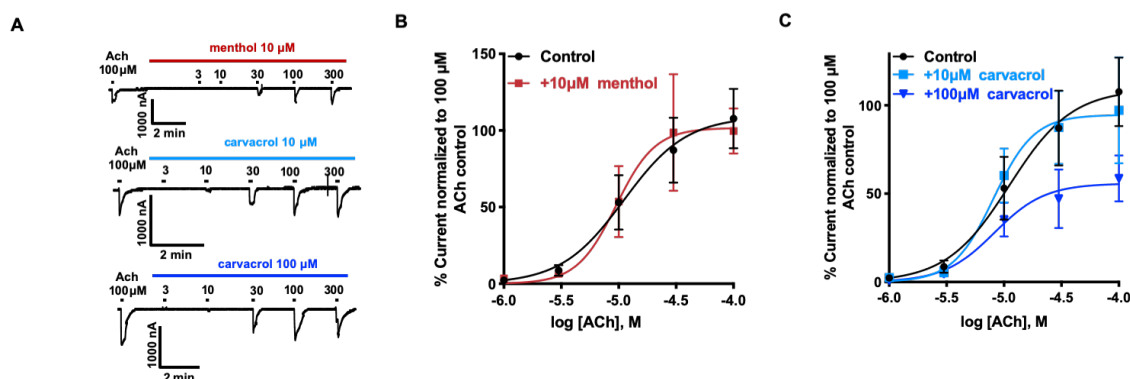 A
Ach
100µM
menthol 10 µM
3 10 30 100 300
1000 nA
2 min
Ach
100µM
carvacrol 10 µM
3 10 30 100 300
1000 nA
2 min
Ach
100µM
carvacrol 100 µM
3 10 30 100 300
1000 nA
2 min
B
% Current normalized to 100 µM
ACh control
150
100
50
0
-6.0 -5.5 -5.0 -4.5 -4.0
log [ACh], M
Control
+10µM menthol
C
% Current normalized to 100 µM
ACh control
100
50
0
-6.0 -5.5 -5.0 -4.5 -4.0
log [ACh], M
Control
+10µM carvacrol
+100µM carvacrol